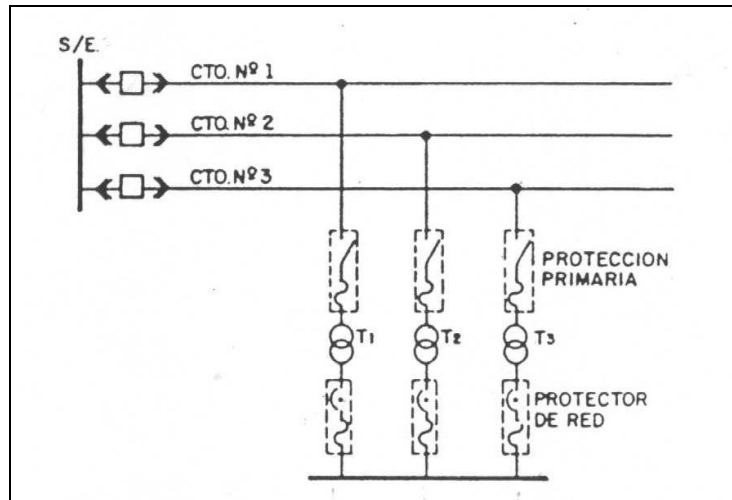 S/E.
CTO. Nº 1
CTO. Nº 2
CTO. Nº 3
PROTECCION
PRIMARIA
T1
T2
T3
PROTECTOR
DE RED